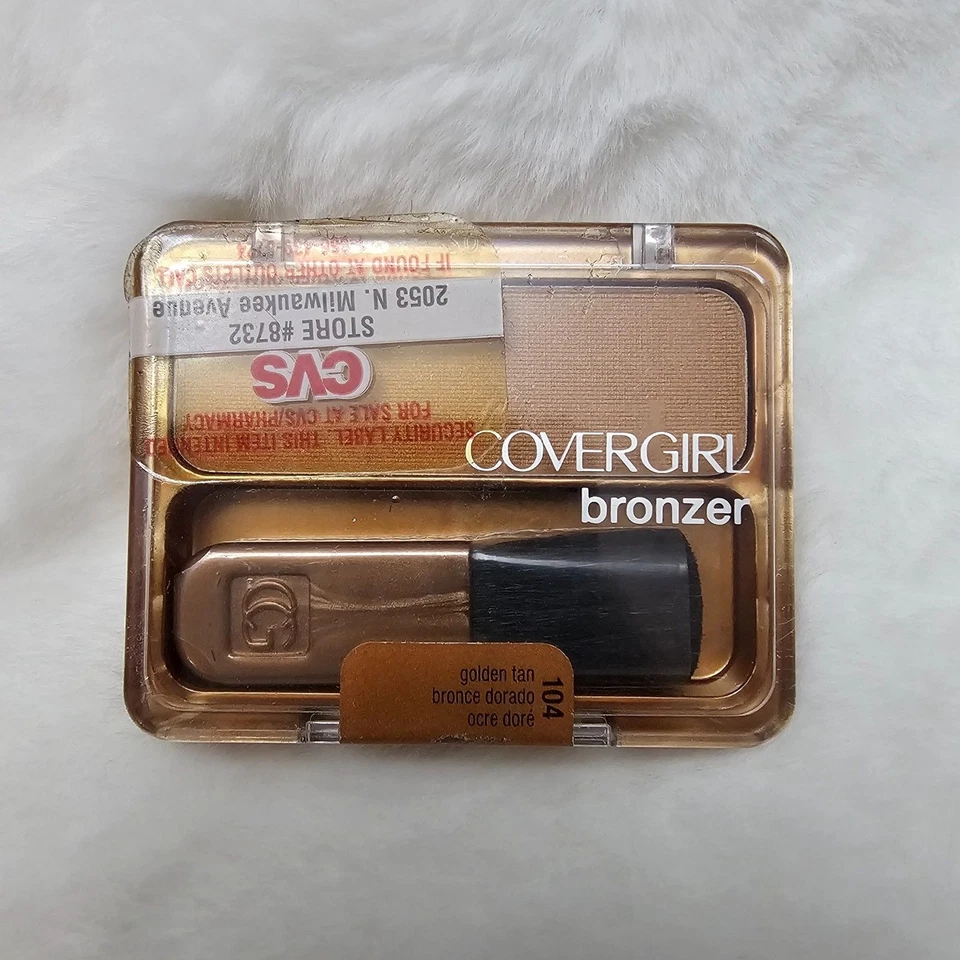 SECURITY LABEL. THIS ITEM INTENDED
FOR SALE AT CVS/PHARMACY
CVS
STORE #8732
2053 N. Milwaukee Avenue
IF FOUND AT OTHER OUTLETS CALL
COVERGIRL
bronzer
CG
golden tan
bronce dorado
ocre doré
104